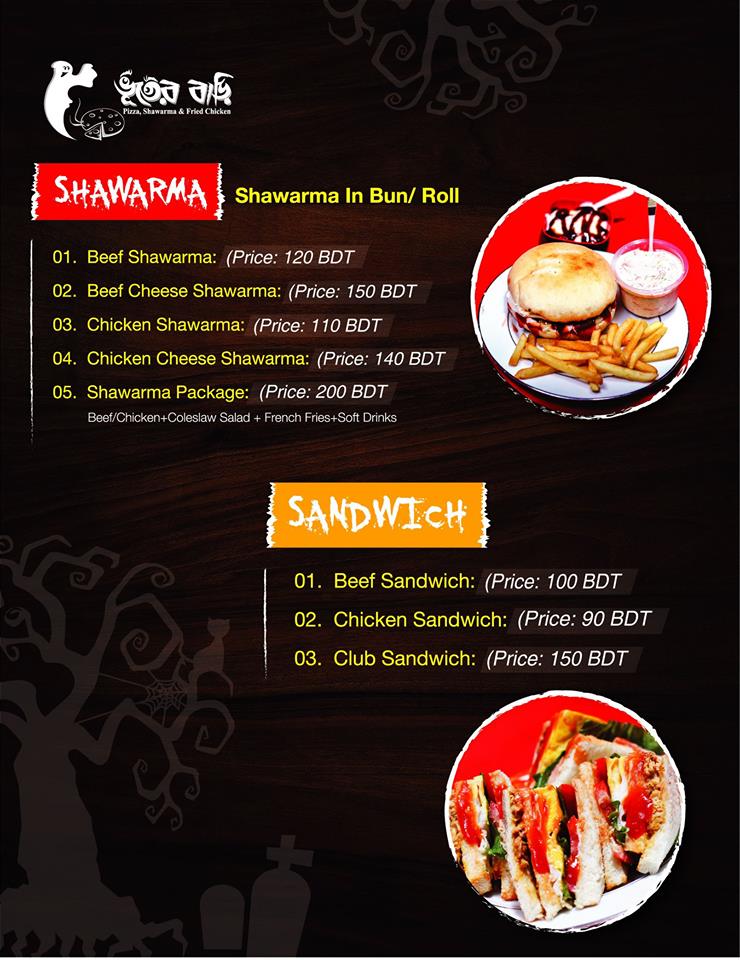 ভূতের বাড়ি
Pizza, Shawarma & Fried Chicken
SHAWARMA
Shawarma In Bun/ Roll
01. Beef Shawarma: (Price: 120 BDT
02. Beef Cheese Shawarma: (Price: 150 BDT
03. Chicken Shawarma: (Price: 110 BDT
04. Chicken Cheese Shawarma: (Price: 140 BDT
05. Shawarma Package: (Price: 200 BDT
Beef/Chicken+Coleslaw Salad + French Fries+Soft Drinks
SANDWICH
01. Beef Sandwich: (Price: 100 BDT
02. Chicken Sandwich: (Price: 90 BDT
03. Club Sandwich: (Price: 150 BDT